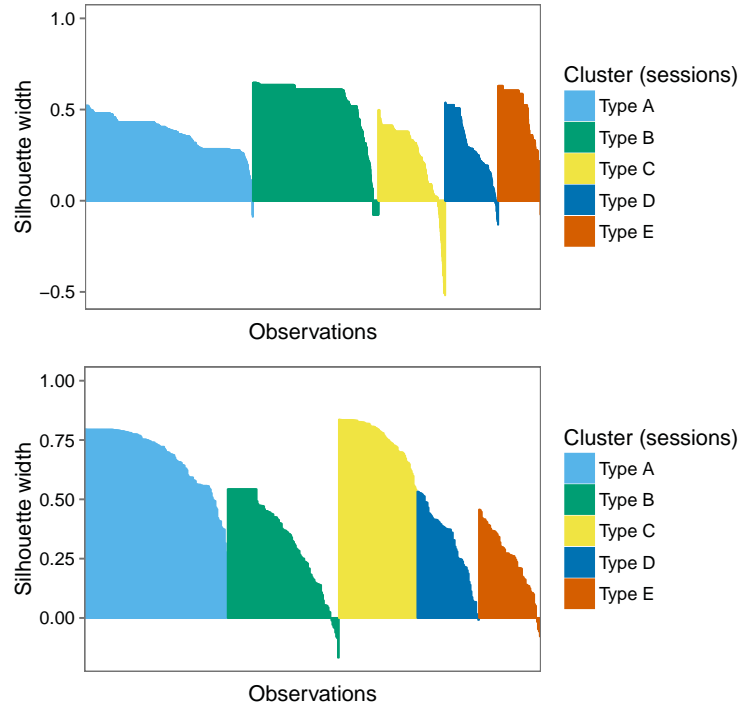 1.0
0.5
0.0
−0.5
Silhouette width
Observations
Cluster (sessions)
Type A
Type B
Type C
Type D
Type E
1.00
0.75
0.50
0.25
0.00
Silhouette width
Observations
Cluster (sessions)
Type A
Type B
Type C
Type D
Type E